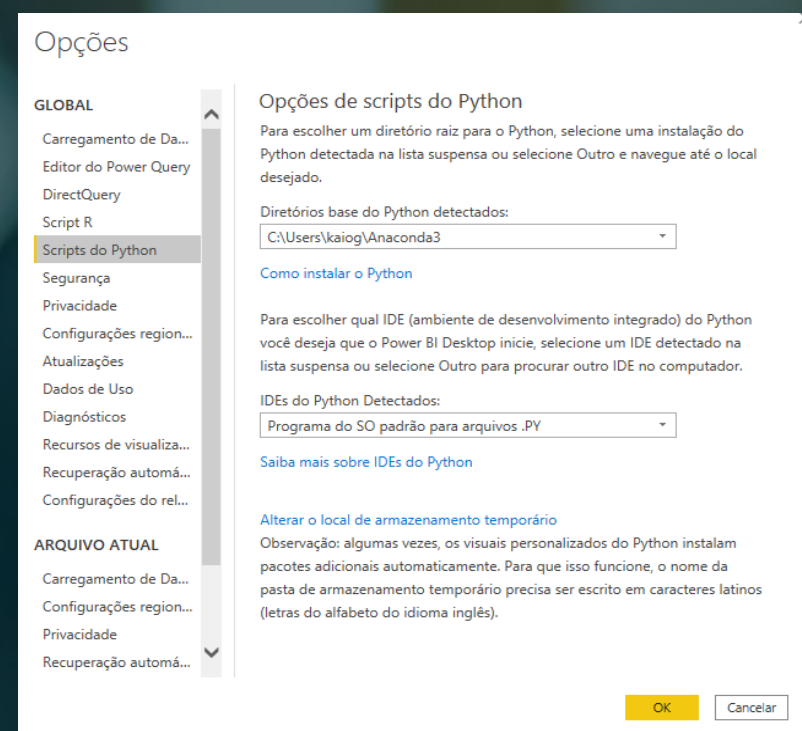 Opções
GLOBAL
Carregamento de Da...
Editor do Power Query
DirectQuery
Script R
Scripts do Python
Segurança
Privacidade
Configurações region...
Atualizações
Dados de Uso
Diagnósticos
Recursos de visualiza...
Recuperação automá...
Configurações do rel...
ARQUIVO ATUAL
Carregamento de Da...
Configurações region...
Privacidade
Recuperação automá...
Opções de scripts do Python
Para escolher um diretório raiz para o Python, selecione uma instalação do
Python detectada na lista suspensa ou selecione Outro e navegue até o local
desejado.
Diretórios base do Python detectados:
C:\Users\kaiog\Anaconda3
Como instalar o Python
Para escolher qual IDE (ambiente de desenvolvimento integrado) do Python
você deseja que o Power BI Desktop inicie, selecione um IDE detectado na
lista suspensa ou selecione Outro para procurar outro IDE no computador.
IDEs do Python Detectados:
Programa do SO padrão para arquivos .PY
Saiba mais sobre IDEs do Python
Alterar o local de armazenamento temporário
Observação: algumas vezes, os visuais personalizados do Python instalam
pacotes adicionais automaticamente. Para que isso funcione, o nome da
pasta de armazenamento temporário precisa ser escrito em caracteres latinos
(letras do alfabeto do idioma inglês).
OK
Cancelar